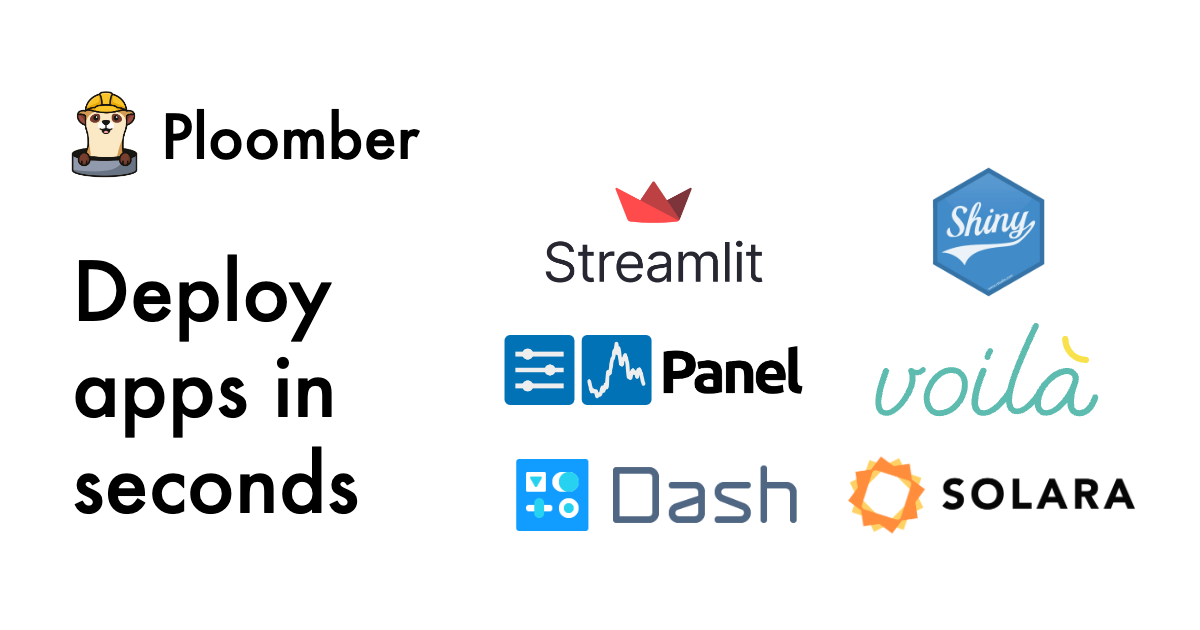 Ploomber
Deploy
apps in
seconds
Streamlit
Shiny
Panel
voilà
Dash
SOLARA